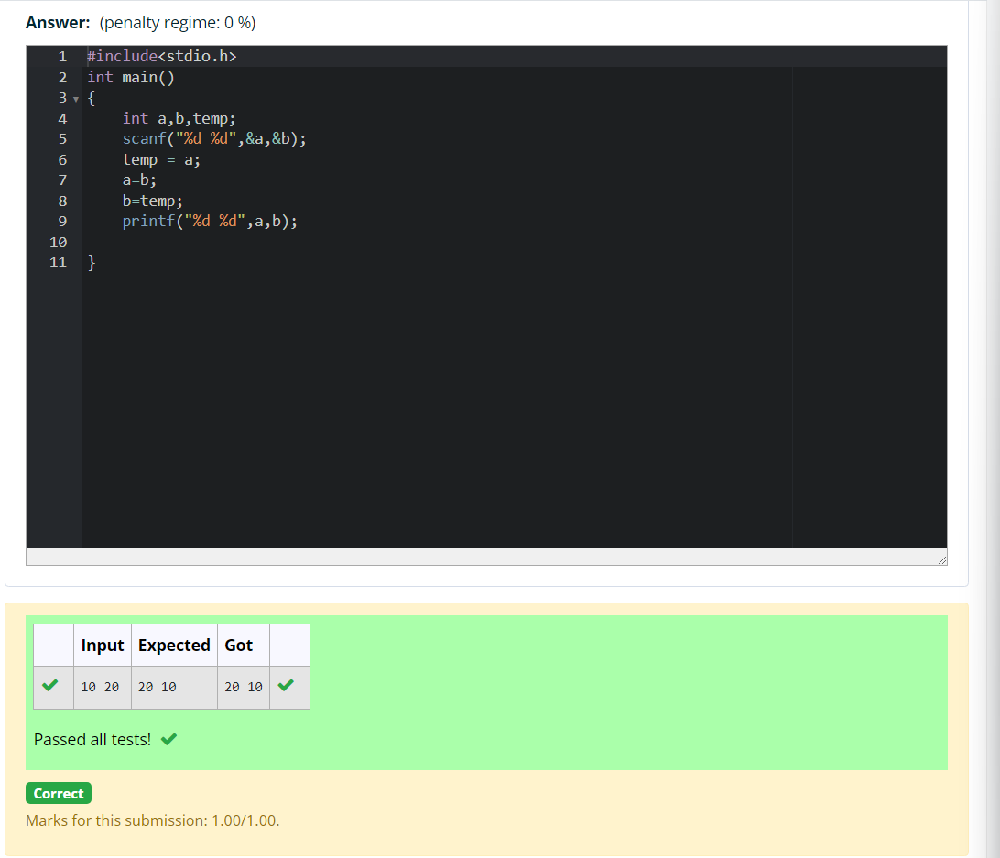 Answer: (penalty regime: 0 %)
1 #include<stdio.h>
2 int main()
3 {
4     int a,b,temp;
5     scanf("%d %d",&a,&b);
6     temp = a;
7     a=b;
8     b=temp;
9     printf("%d %d",a,b);
10
11 }
Input Expected Got
10 20 20 10 20 10
Passed all tests!
Correct
Marks for this submission: 1.00/1.00.